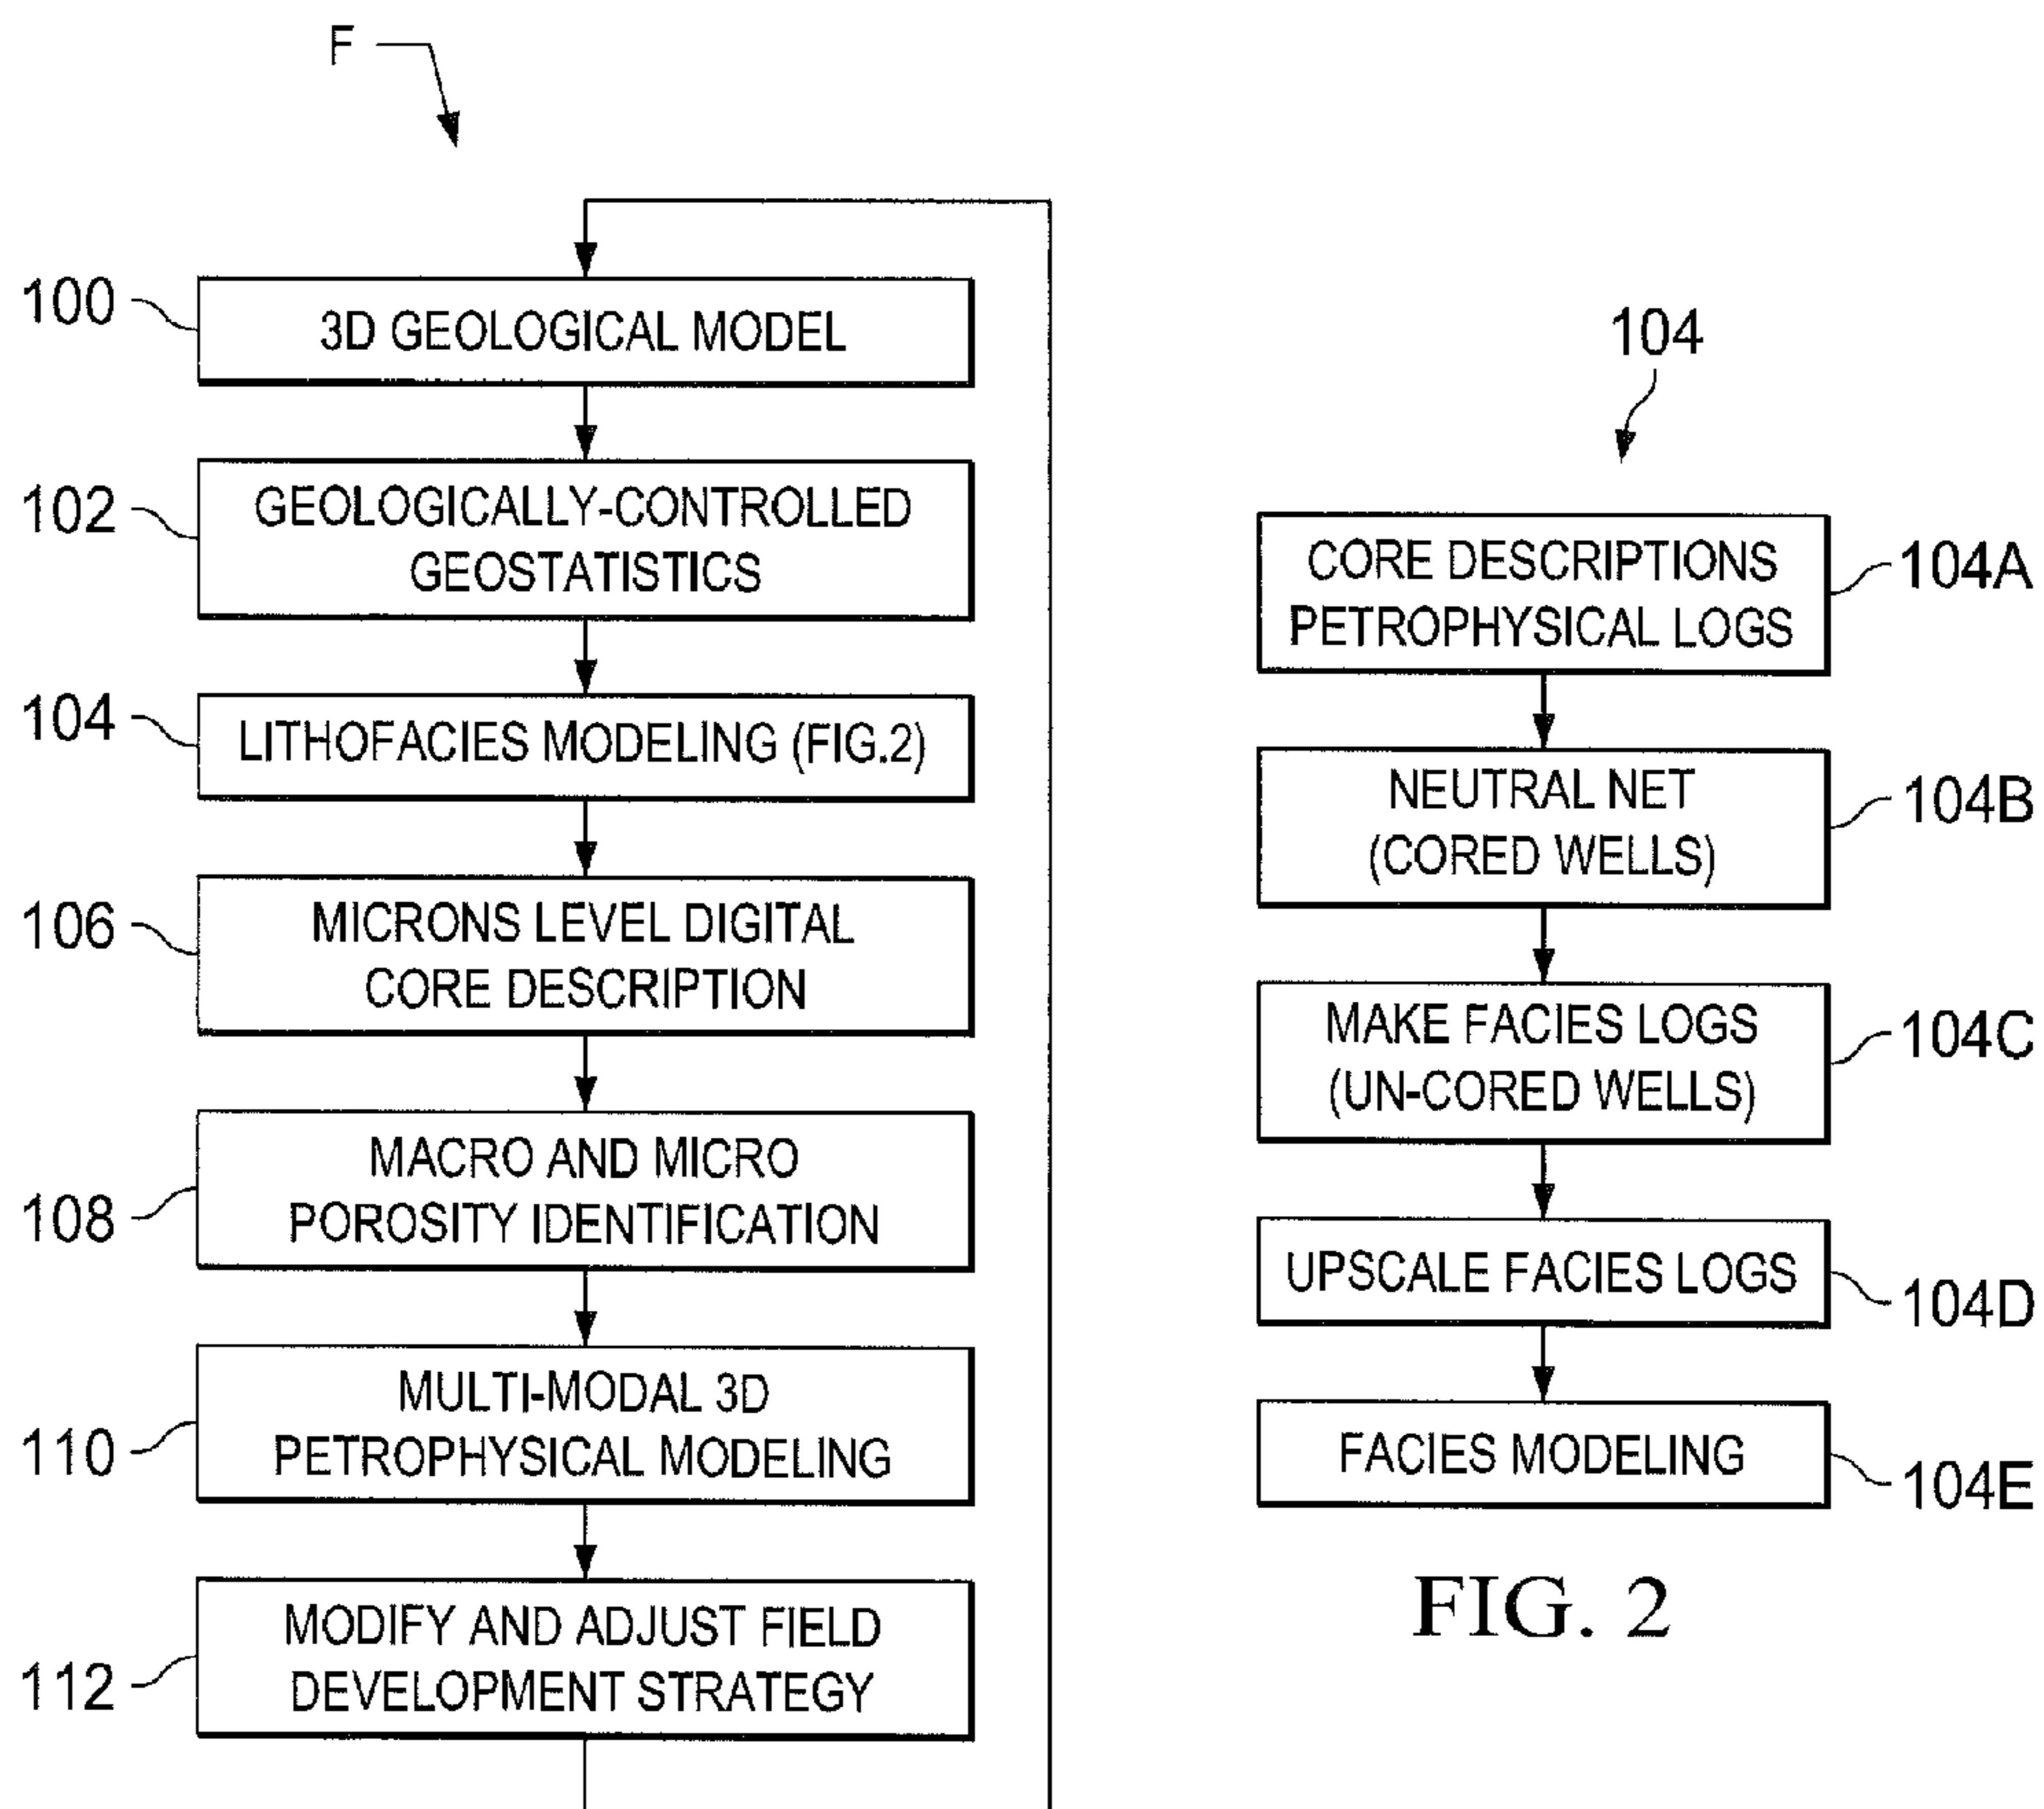 F
100
3D GEOLOGICAL MODEL
102
GEOLOGICALLY-CONTROLLED
GEOSTATISTICS
104
LITHOFACIES MODELING (FIG.2)
106
MICRONS LEVEL DIGITAL
CORE DESCRIPTION
108
MACRO AND MICRO
POROSITY IDENTIFICATION
110
MULTI-MODAL 3D
PETROPHYSICAL MODELING
112
MODIFY AND ADJUST FIELD
DEVELOPMENT STRATEGY
104
CORE DESCRIPTIONS
PETROPHYSICAL LOGS
104A
NEUTRAL NET
(CORED WELLS)
104B
MAKE FACIES LOGS
(UN-CORED WELLS)
104C
UPSCALE FACIES LOGS
104D
FACIES MODELING
104E
FIG. 2